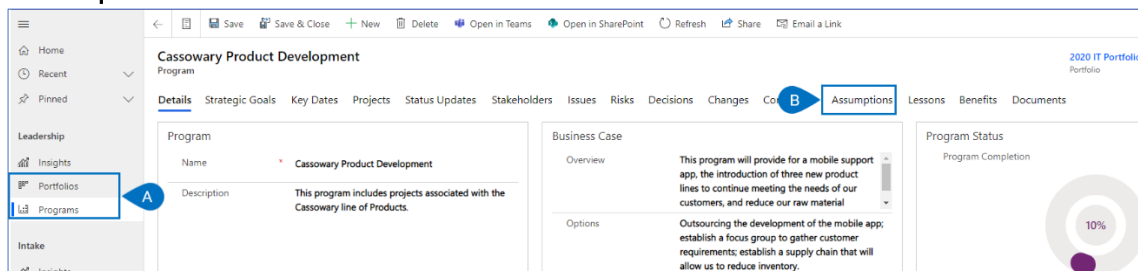 Save Save & Close New Delete Open in Teams Open in SharePoint Refresh Share Email a Link
Home
Recent
Pinned
Leadership
Insights
Portfolios
Programs
A
Intake
Cassowary Product Development
Program
2020 IT Portfolio
Portfolio
Details Strategic Goals Key Dates Projects Status Updates Stakeholders Issues Risks Decisions Changes B Assumptions Lessons Benefits Documents
Program
Name * Cassowary Product Development
Description This program includes projects associated with the
Cassowary line of Products.
Business Case
Overview This program will provide for a mobile support
app, the introduction of three new product
lines to continue meeting the needs of our
customers, and reduce our raw material
Options Outsourcing the development of the mobile app;
establish a focus group to gather customer
requirements; establish a supply chain that will
allow us to reduce inventory.
Program Status
Program Completion
10%